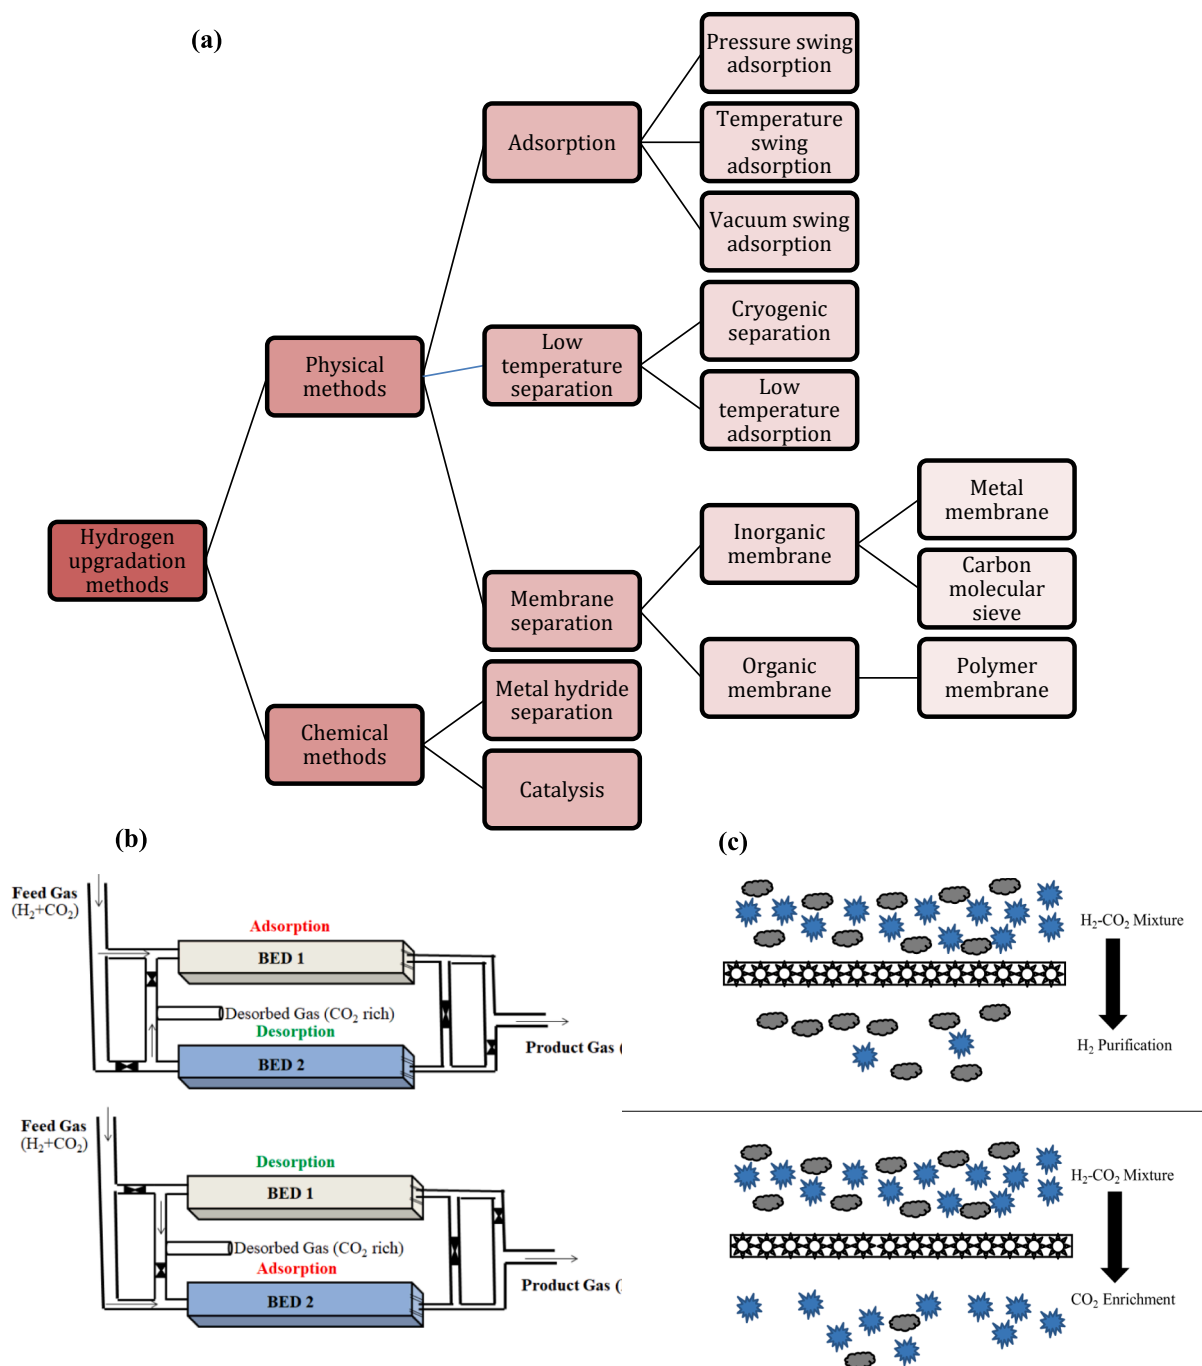 (a)
Pressure swing
adsorption
Adsorption
Temperature
swing
adsorption
Vacuum swing
adsorption
Physical
methods
Low
temperature
separation
Cryogenic
separation
Low
temperature
adsorption
Hydrogen
upgradation
methods
Membrane
separation
Inorganic
membrane
Metal
membrane
Carbon
molecular
sieve
Organic
membrane
Polymer
membrane
Chemical
methods
Metal hydride
separation
Catalysis
(b)
Feed Gas
(H₂+CO₂)
Adsorption
BED 1
Desorbed Gas (CO₂ rich)
Desorption
BED 2
Product Gas (
Feed Gas
(H₂+CO₂)
Desorption
BED 1
Desorbed Gas (CO₂ rich)
Adsorption
BED 2
Product Gas (
(c)
H₂-CO₂ Mixture
H₂ Purification
H₂-CO₂ Mixture
CO₂ Enrichment